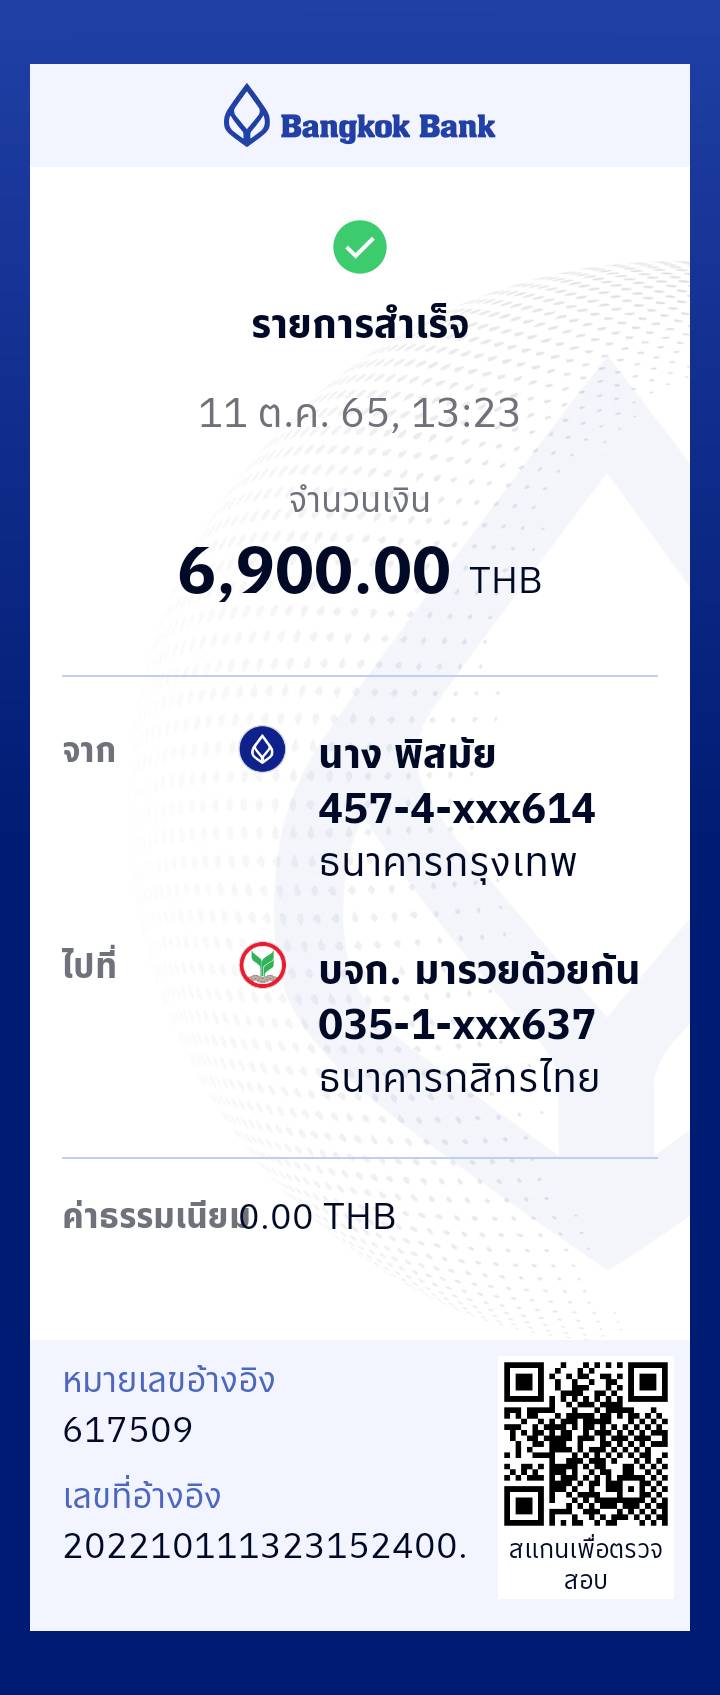 Bangkok Bank
รายการสำเร็จ
11 ต.ค. 65, 13:23
จำนวนเงิน
6,900.00 THB
จาก
นาง พิสมัย
457-4-xxx614
ธนาคารกรุงเทพ
ไปที่
บจก. มารวยด้วยกัน
035-1-xxx637
ธนาคารกสิกรไทย
ค่าธรรมเนียม 0.00 THB
หมายเลขอ้างอิง
617509
เลขที่อ้างอิง
202210111323152400.
สแกนเพื่อตรวจ
สอบ